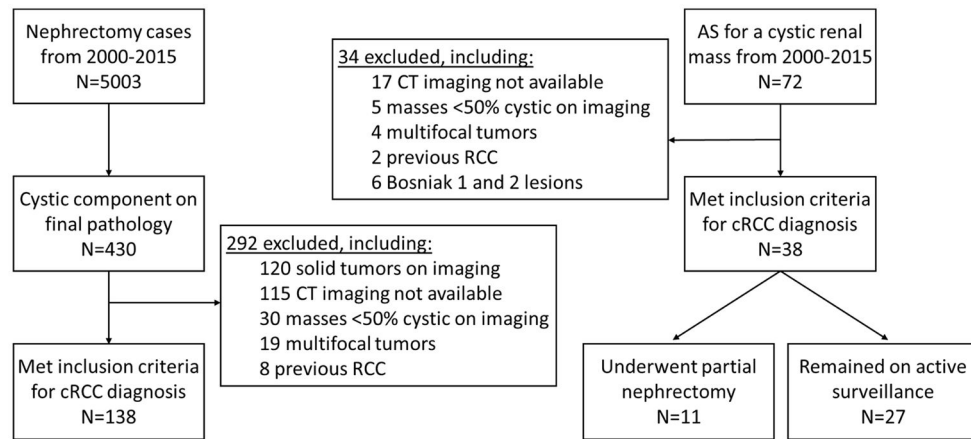 Nephrectomy cases
from 2000-2015
N=5003
Cystic component on
final pathology
N=430
292 excluded, including:
120 solid tumors on imaging
115 CT imaging not available
30 masses <50% cystic on imaging
19 multifocal tumors
8 previous RCC
Met inclusion criteria
for cRCC diagnosis
N=138
AS for a cystic renal
mass from 2000-2015
N=72
34 excluded, including:
17 CT imaging not available
5 masses <50% cystic on imaging
4 multifocal tumors
2 previous RCC
6 Bosniak 1 and 2 lesions
Met inclusion criteria
for cRCC diagnosis
N=38
Underwent partial
nephrectomy
N=11
Remained on active
surveillance
N=27